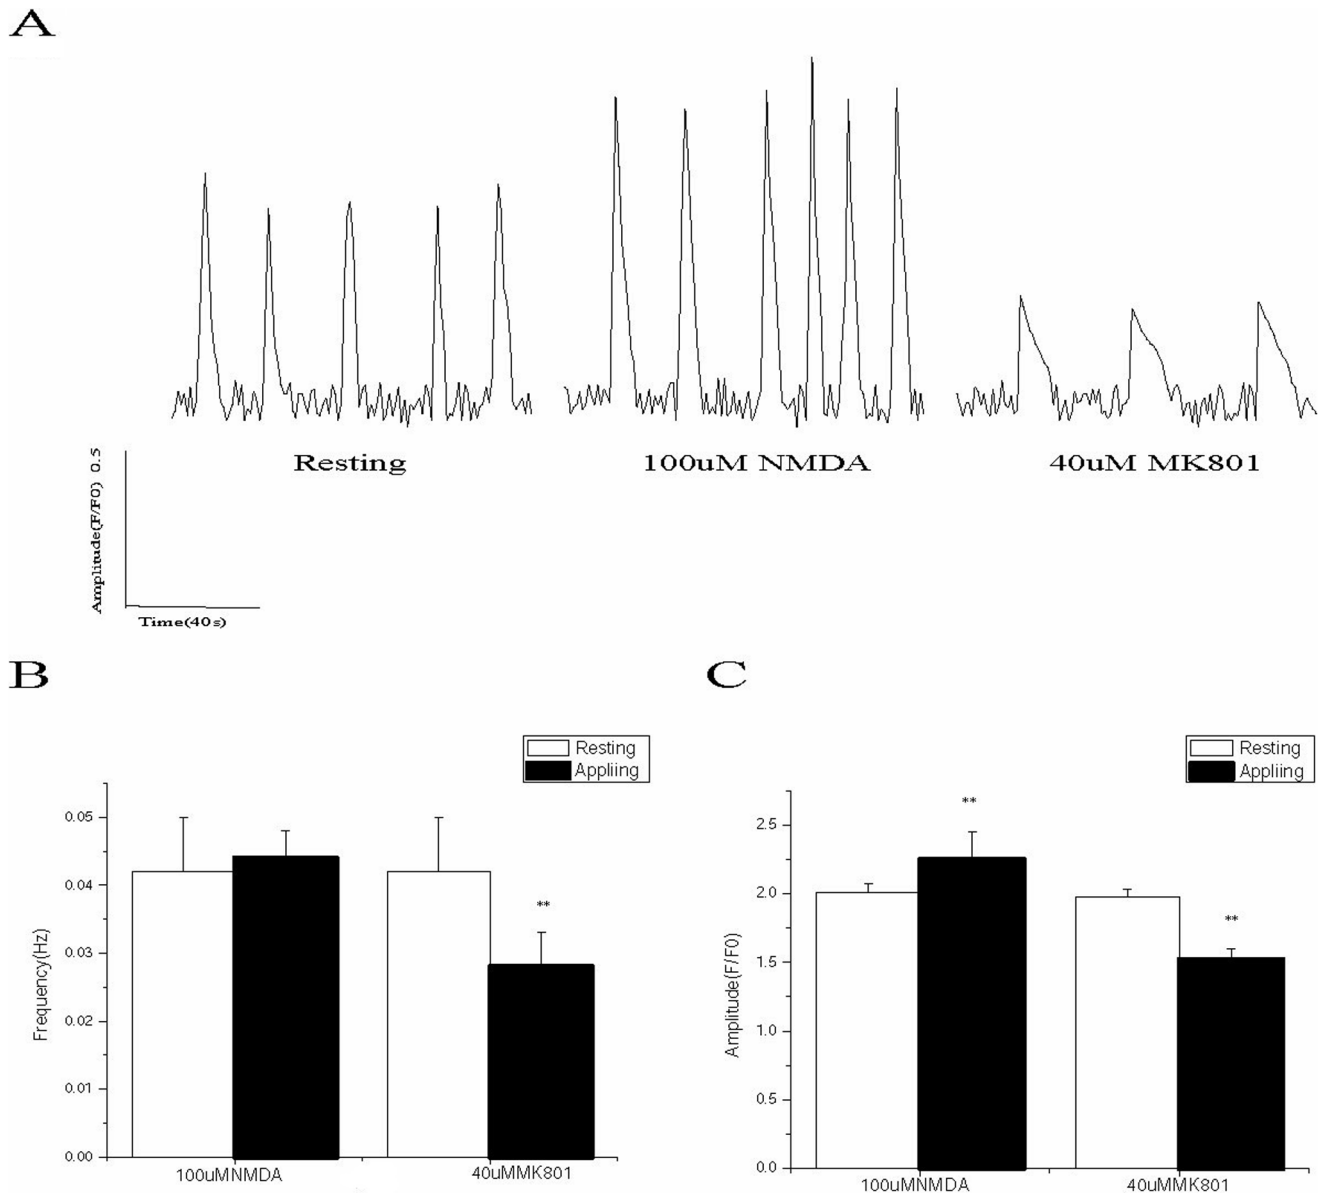 A
Resting
100uM NMDA
40uM MK801
Amplitude(F/F0) 0.5
Time(40s)
B
Resting
Appliing
Frequency(Hz)
0.05
0.04
0.03
0.02
0.01
0.00
**
100uMNMDA
40uMMK801
C
Resting
Appliing
Amplitude(F/F0)
2.5
2.0
1.5
1.0
0.5
0.0
**
**
100uMNMDA
40uMMK801